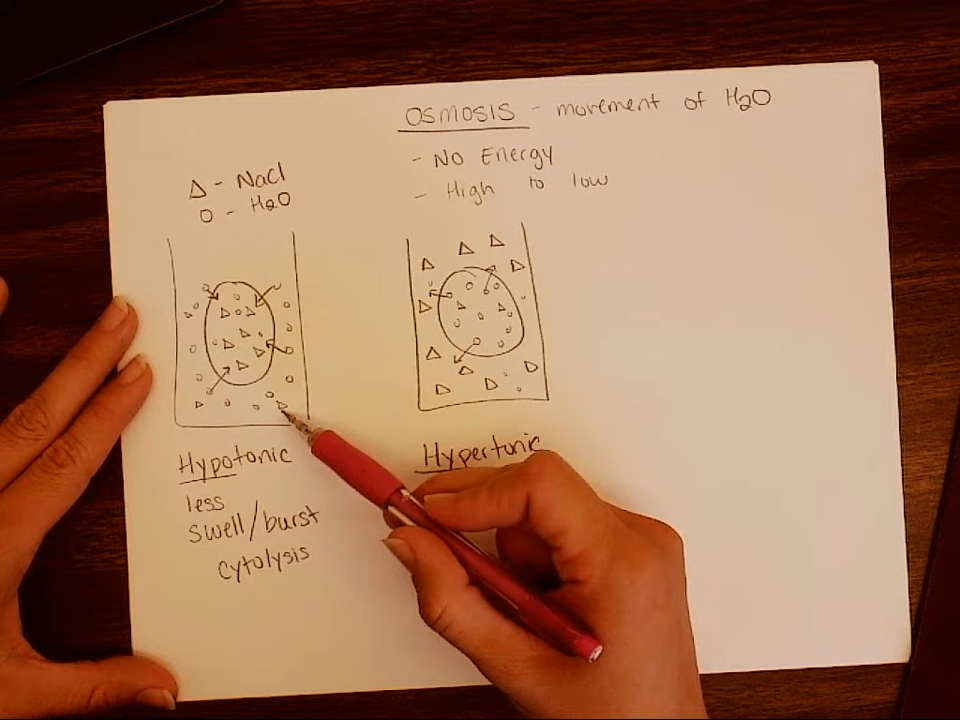 OSMOSIS - movement of H2O
- No Energy
- High to low
Δ - Nacl
O - H2O
Hypotonic
less
swell/burst
cytolysis
Hypertonic